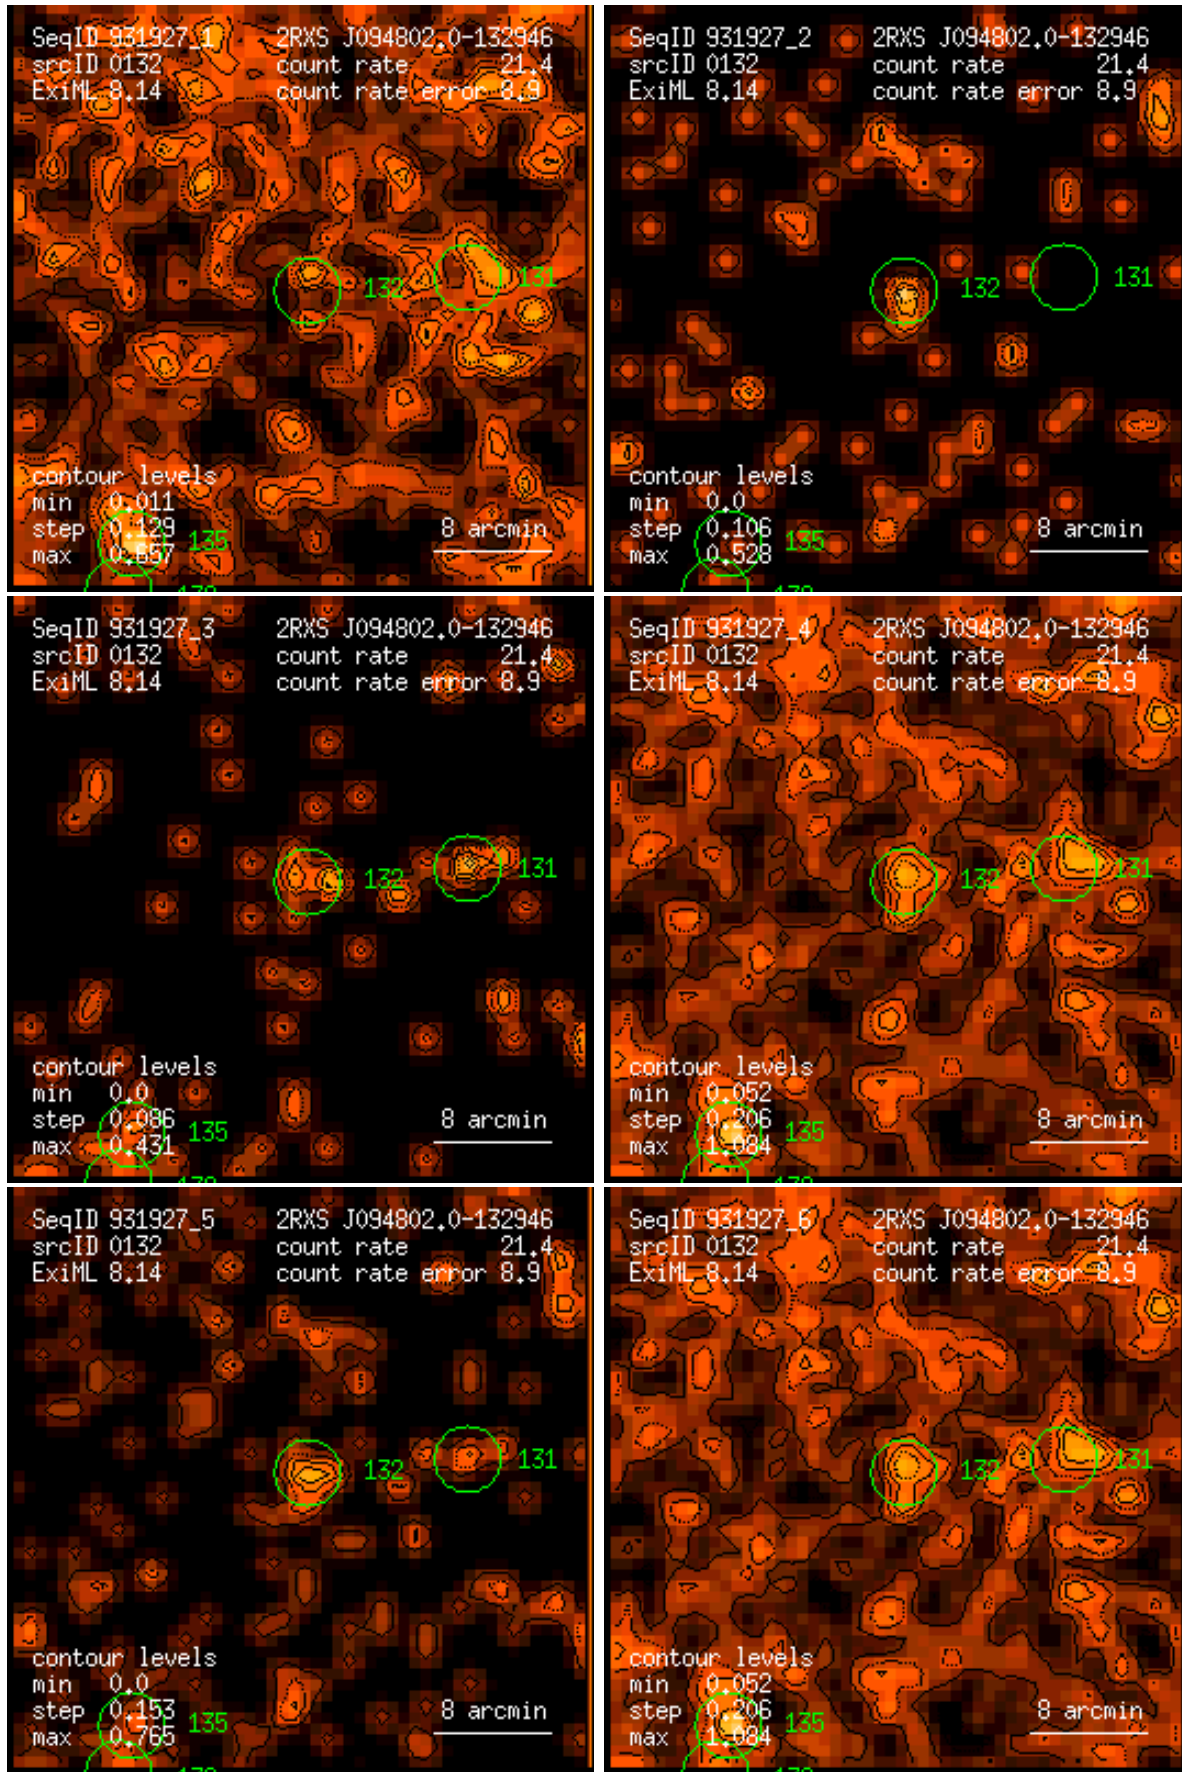 SeqID 931927_1 2RXS J094802.0-132946
srcID 0132 count rate 21.4
ExiML 8.14 count rate error 8.9
131
132
contour levels
min 0.011
step 0.129 8 arcmin
135
max 0.657
SeqID 931927_2 2RXS J094802.0-132946
srcID 0132 count rate 21.4
ExiML 8.14 count rate error 8.9
131
132
contour levels
min 0.0
step 0.106 8 arcmin
135
max 0.528
SeqID 931927_3 2RXS J094802.0-132946
srcID 0132 count rate 21.4
ExiML 8.14 count rate error 8.9
131
132
contour levels
min 0.0
step 0.086 8 arcmin
135
max 0.431
SeqID 931927_4 2RXS J094802.0-132946
srcID 0132 count rate 21.4
ExiML 8.14 count rate error 8.9
131
132
contour levels
min 0.052
step 0.206 8 arcmin
135
max 1.084
SeqID 931927_5 2RXS J094802.0-132946
srcID 0132 count rate 21.4
ExiML 8.14 count rate error 8.9
131
132
contour levels
min 0.0
step 0.153 8 arcmin
135
max 0.765
SeqID 931927_6 2RXS J094802.0-132946
srcID 0132 count rate 21.4
ExiML 8.14 count rate error 8.9
131
132
contour levels
min 0.052
step 0.206 8 arcmin
135
max 1.084